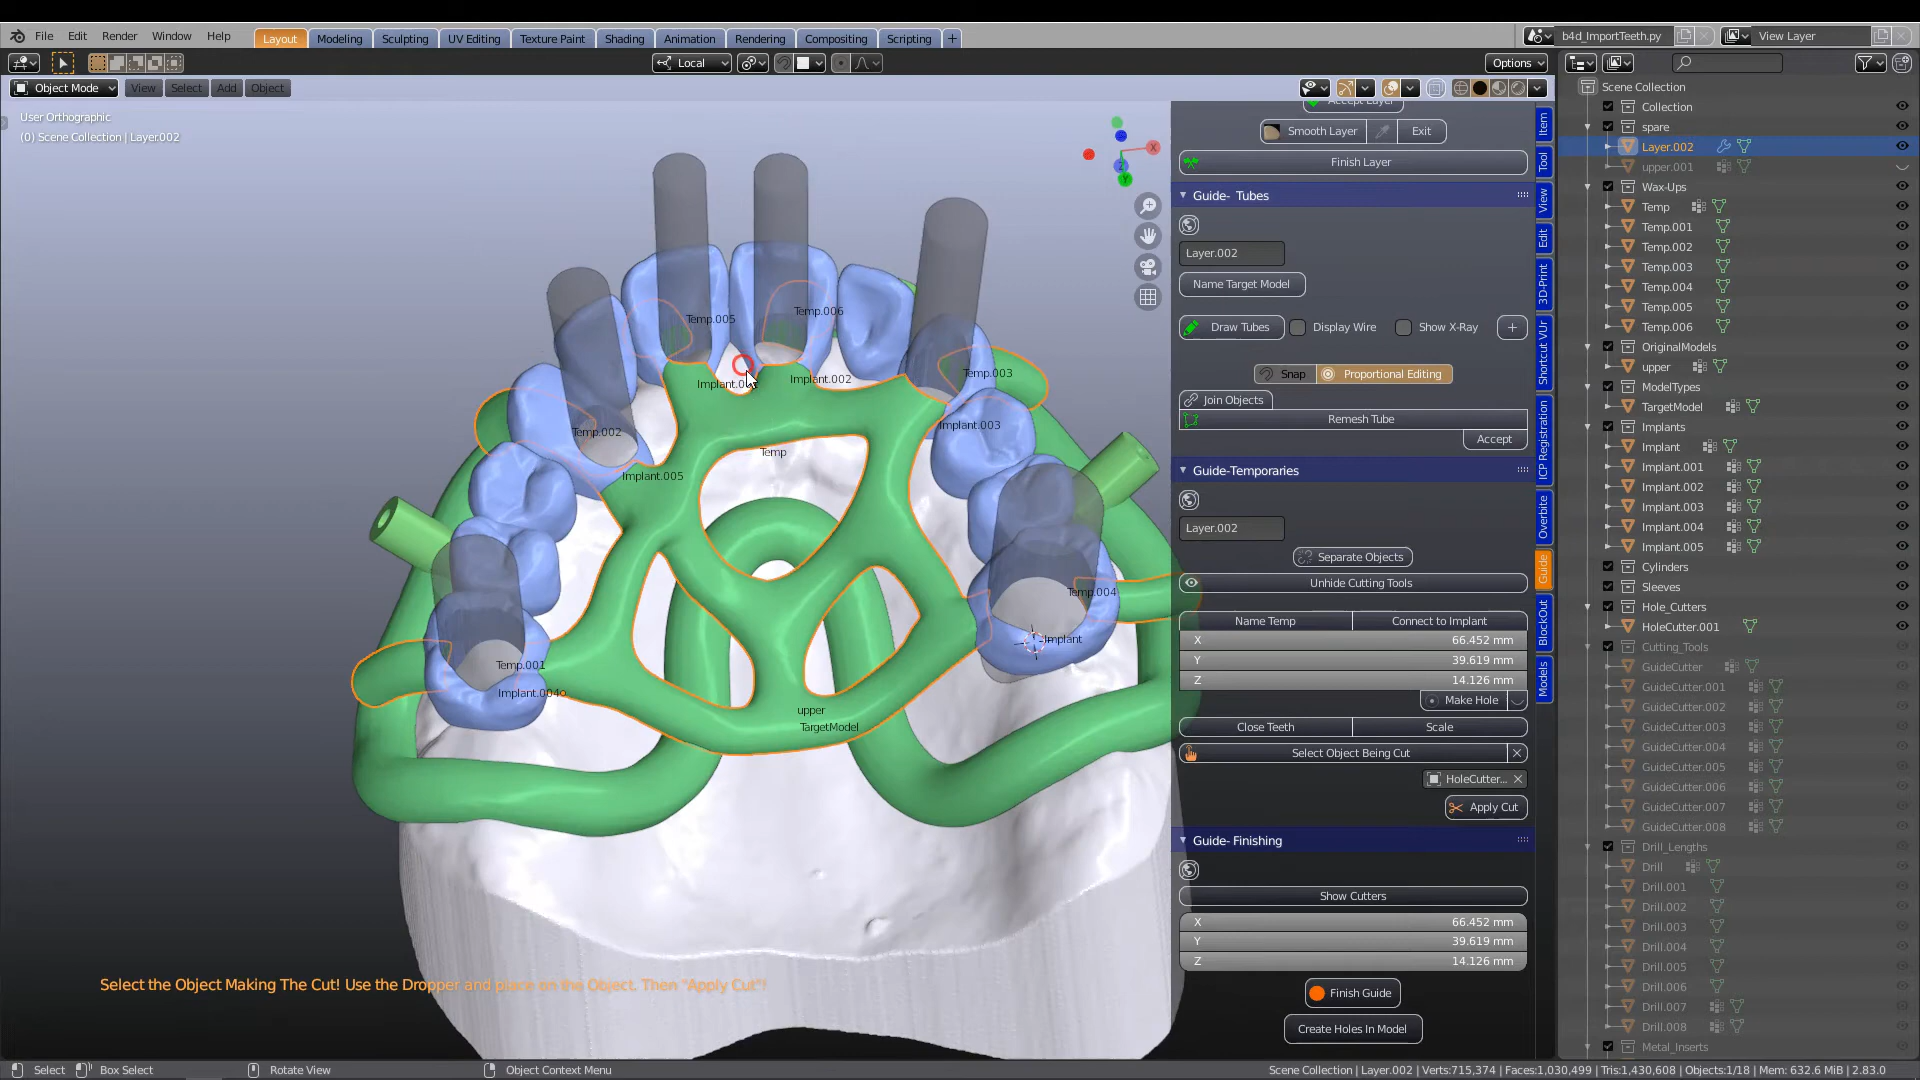 File Edit Render Window Help Layout Modeling Sculpting UV Editing Texture Paint Shading Animation Rendering Compositing Scripting +
b4d_ImportTeeth.py View Layer
Local Options
Object Mode View Select Add Object
User Orthographic
(0) Scene Collection | Layer.002
X
Y
Z
Temp.005
Temp.006
Implant.002
Temp.003
Temp.002
Implant.003
Temp
Implant.005
Temp.004
Implant
Temp.001
Implant.004
upper
TargetModel
Select the Object Making The Cut! Use the Dropper and place on the Object. Then "Apply Cut"!
Accept Layer
Smooth Layer Exit
Finish Layer
Guide- Tubes
Layer.002
Name Target Model
Draw Tubes Display Wire Show X-Ray +
Snap Proportional Editing
Join Objects
Remesh Tube
Accept
Guide-Temporaries
Layer.002
Separate Objects
Unhide Cutting Tools
Name Temp Connect to Implant
X 66.452 mm
Y 39.619 mm
Z 14.126 mm
Make Hole
Close Teeth Scale
Select Object Being Cut
HoleCutter...
Apply Cut
Guide- Finishing
Show Cutters
X 66.452 mm
Y 39.619 mm
Z 14.126 mm
Finish Guide
Create Holes In Model
Item
Tool
View
Edit
3D-Print
Shortcut VUr
ICP Registration
Overbite
Guide
BlockOut
Models
Scene Collection
Collection
spare
Layer.002
upper.001
Wax-Ups
Temp
Temp.001
Temp.002
Temp.003
Temp.004
Temp.005
Temp.006
OriginalModels
upper
ModelTypes
TargetModel
Implants
Implant
Implant.001
Implant.002
Implant.003
Implant.004
Implant.005
Cylinders
Sleeves
Hole_Cutters
HoleCutter.001
Cutting_Tools
GuideCutter
GuideCutter.001
GuideCutter.002
GuideCutter.003
GuideCutter.004
GuideCutter.005
GuideCutter.006
GuideCutter.007
GuideCutter.008
Drill_Lengths
Drill
Drill.001
Drill.002
Drill.003
Drill.004
Drill.005
Drill.006
Drill.007
Drill.008
Metal_Inserts
Select Box Select Rotate View Object Context Menu
Scene Collection | Layer.002 | Verts:715,374 | Faces:1,030,499 | Tris:1,430,608 | Objects:1/18 | Mem: 632.6 MiB | 2.83.0